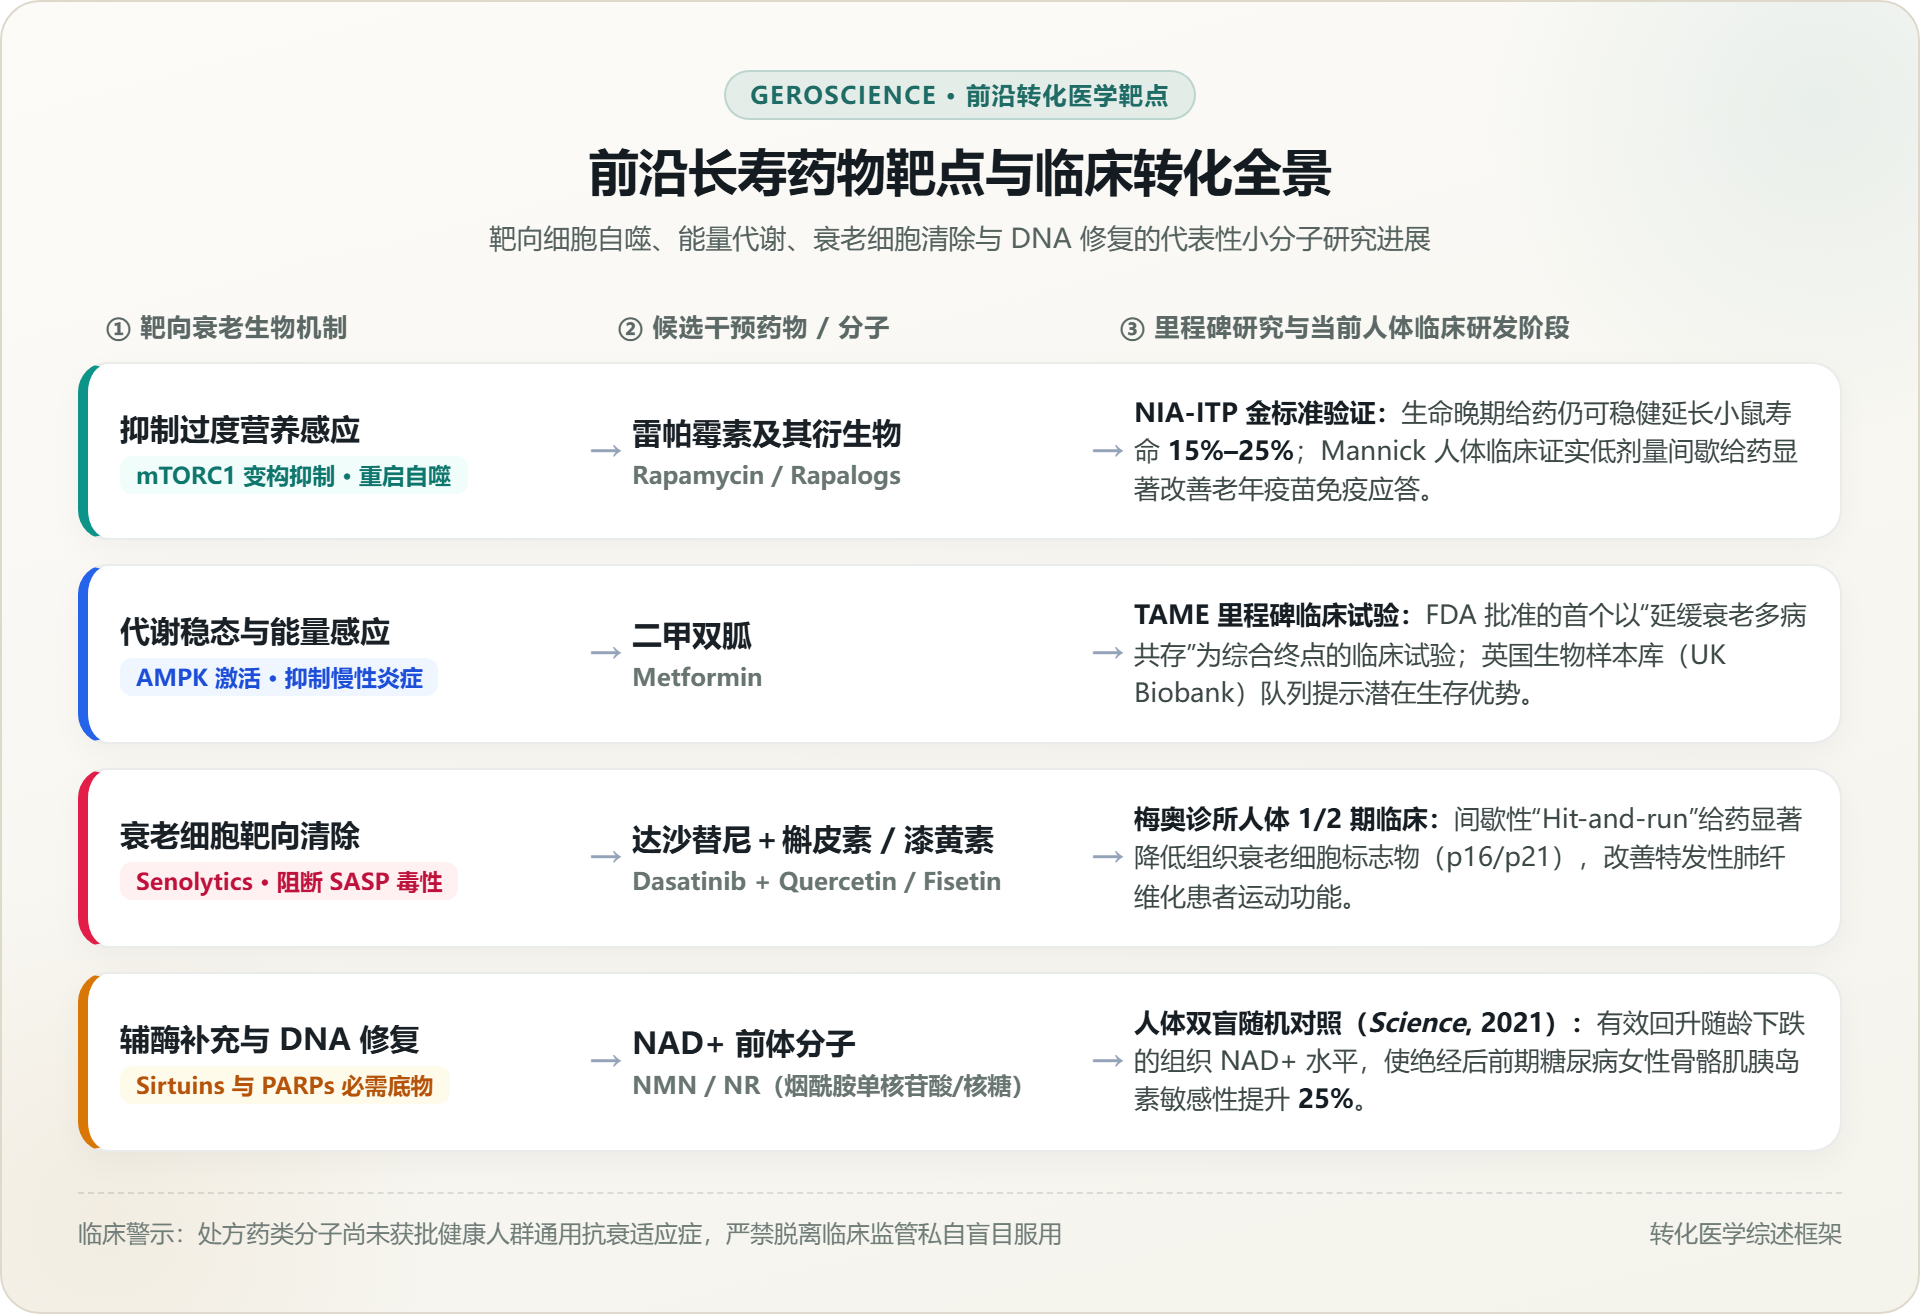 GEROSCIENCE • 前沿转化医学靶点
前沿长寿药物靶点与临床转化全景
靶向细胞自噬、能量代谢、衰老细胞清除与 DNA 修复的代表性小分子研究进展
① 靶向衰老生物机制
② 候选干预药物 / 分子
③ 里程碑研究与当前人体临床研发阶段
抑制过度营养感应
mTORC1 变构抑制 • 重启自噬
→
雷帕霉素及其衍生物
Rapamycin / Rapalogs
→
NIA-ITP 金标准验证：生命晚期给药仍可稳健延长小鼠寿
命 15%–25%；Mannick 人体临床证实低剂量间歇给药显
著改善老年疫苗免疫应答。
代谢稳态与能量感应
AMPK 激活 • 抑制慢性炎症
→
二甲双胍
Metformin
→
TAME 里程碑临床试验：FDA 批准的首个以“延缓衰老多病
共存”为综合终点的临床试验；英国生物样本库（UK
Biobank）队列提示潜在生存优势。
衰老细胞靶向清除
Senolytics • 阻断 SASP 毒性
→
达沙替尼 + 槲皮素 / 漆黄素
Dasatinib + Quercetin / Fisetin
→
梅奥诊所人体 1/2 期临床：间歇性“Hit-and-run”给药显著
降低组织衰老细胞标志物（p16/p21），改善特发性肺纤
维化患者运动功能。
辅酶补充与 DNA 修复
Sirtuins 与 PARPs 必需底物
→
NAD+ 前体分子
NMN / NR（烟酰胺单核苷酸/核糖）
→
人体双盲随机对照（Science, 2021）：有效回升随龄下跌
的组织 NAD+ 水平，使绝经后前期糖尿病女性骨骼肌胰岛
素敏感性提升 25%。
临床警示：处方药类分子尚未获批健康人群通用抗衰适应症，严禁脱离临床监管私自盲目服用
转化医学综述框架